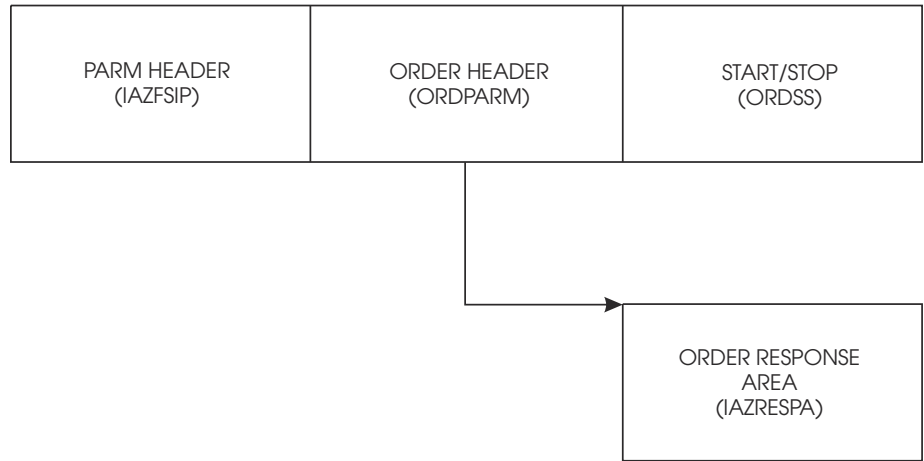 PARM HEADER
(IAZFSIP)
ORDER HEADER
(ORDPARM)
START/STOP
(ORDSS)
ORDER RESPONSE
AREA
(IAZRESPA)